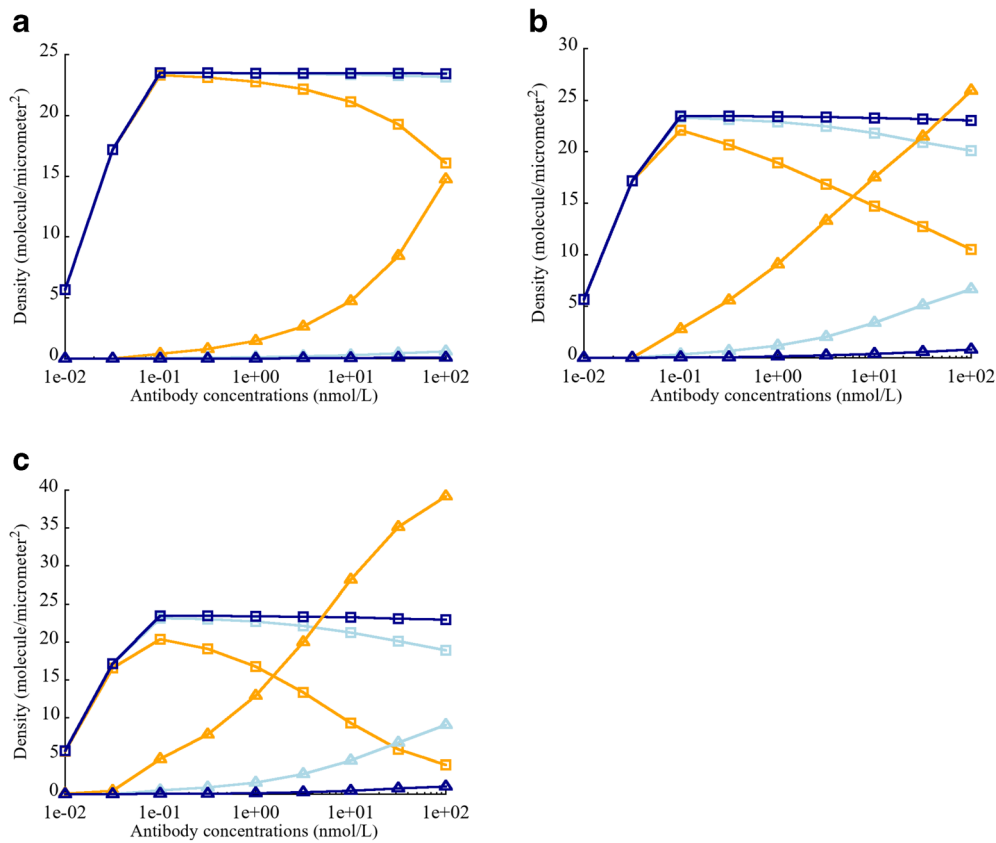 a
25
20
15
10
5
0
Density (molecule/micrometer2)
1e-02 1e-01 1e+00 1e+01 1e+02
Antibody concentrations (nmol/L)
b
30
25
20
15
10
5
0
Density (molecule/micrometer2)
1e-02 1e-01 1e+00 1e+01 1e+02
Antibody concentrations (nmol/L)
c
40
35
30
25
20
15
10
5
0
Density (molecule/micrometer2)
1e-02 1e-01 1e+00 1e+01 1e+02
Antibody concentrations (nmol/L)